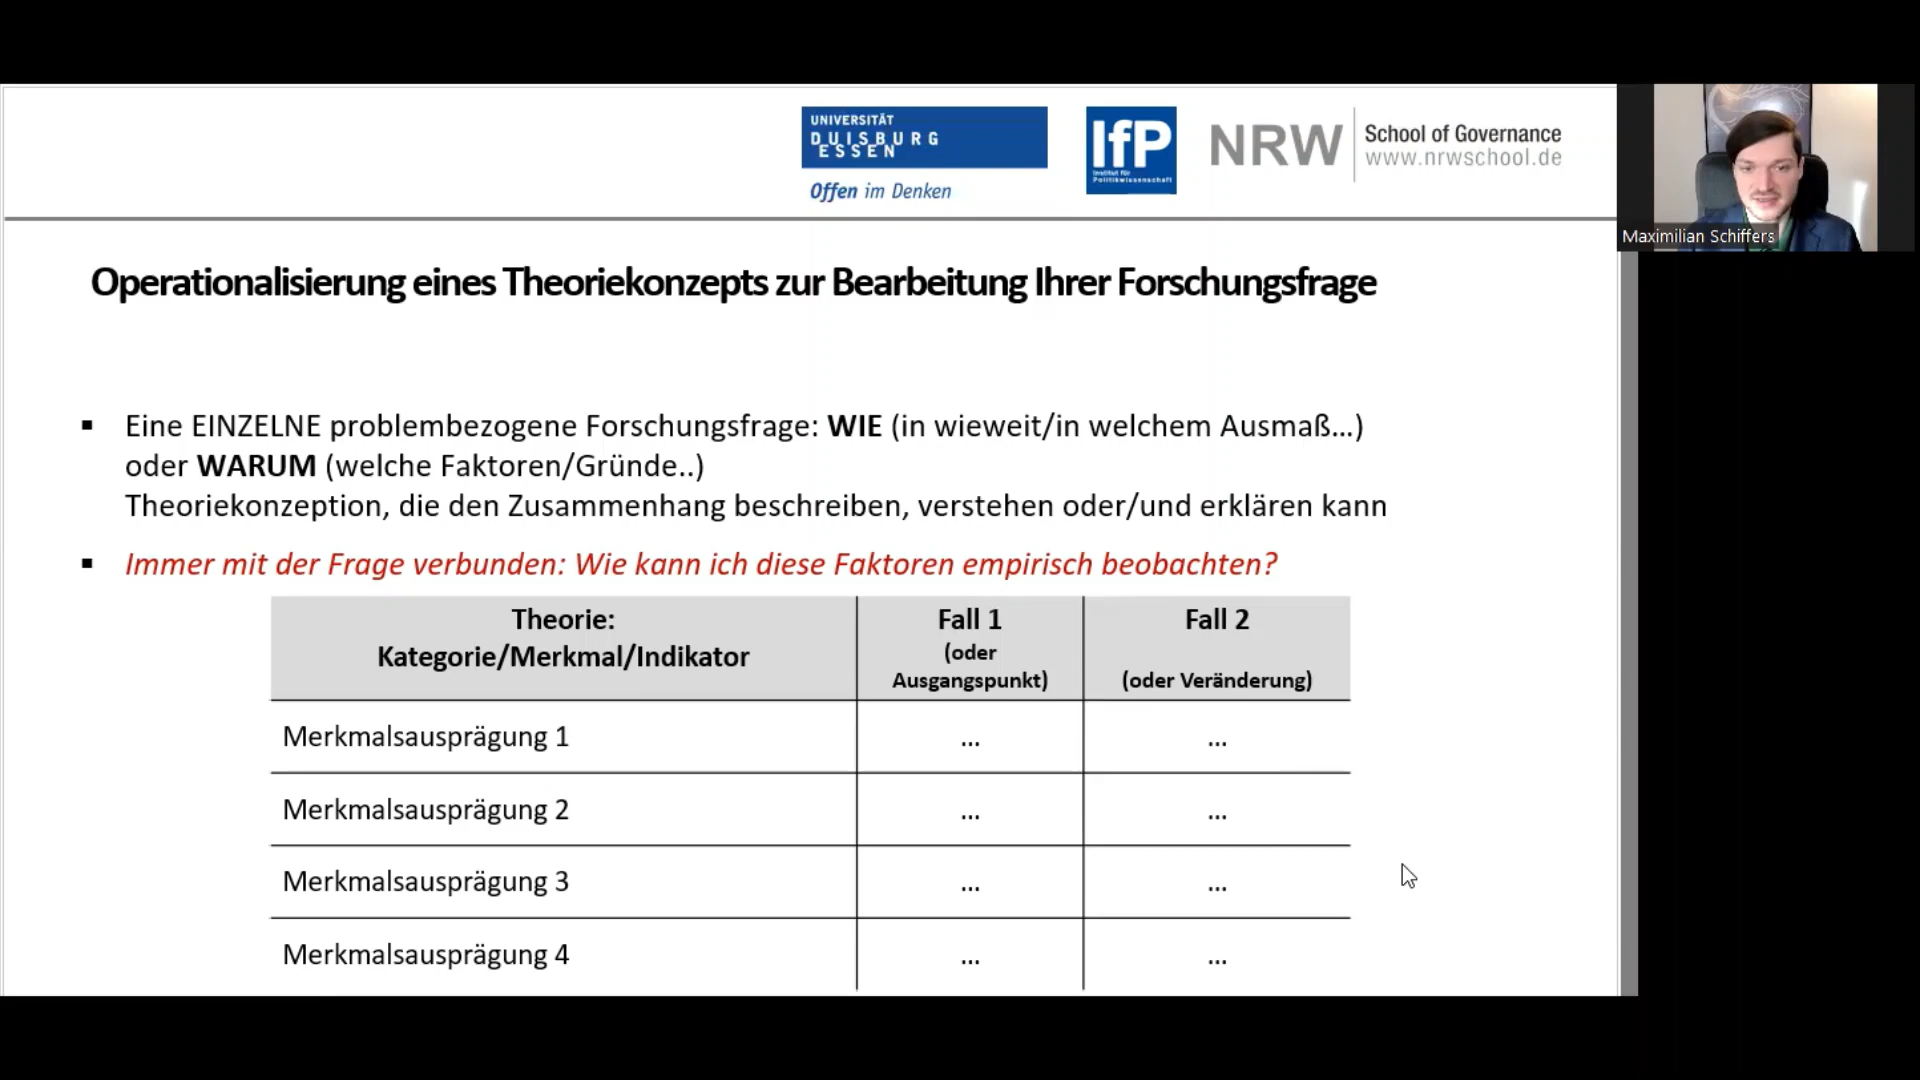 UNIVERSITÄT
DUISBURG
ESSEN
Offen im Denken
IfP
Institut für
Politikwissenschaft
NRW
School of Governance
www.nrwschool.de
Maximilian Schiffers
Operationalisierung eines Theoriekonzepts zur Bearbeitung Ihrer Forschungsfrage
▪ Eine EINZELNE problembezogene Forschungsfrage: WIE (in wieweit/in welchem Ausmaß…)
oder WARUM (welche Faktoren/Gründe..)
Theoriekonzeption, die den Zusammenhang beschreiben, verstehen oder/und erklären kann
▪ Immer mit der Frage verbunden: Wie kann ich diese Faktoren empirisch beobachten?
Theorie:
Kategorie/Merkmal/Indikator
Fall 1
(oder
Ausgangspunkt)
Fall 2
(oder Veränderung)
Merkmalsausprägung 1 … …
Merkmalsausprägung 2 … …
Merkmalsausprägung 3 … …
Merkmalsausprägung 4 … …